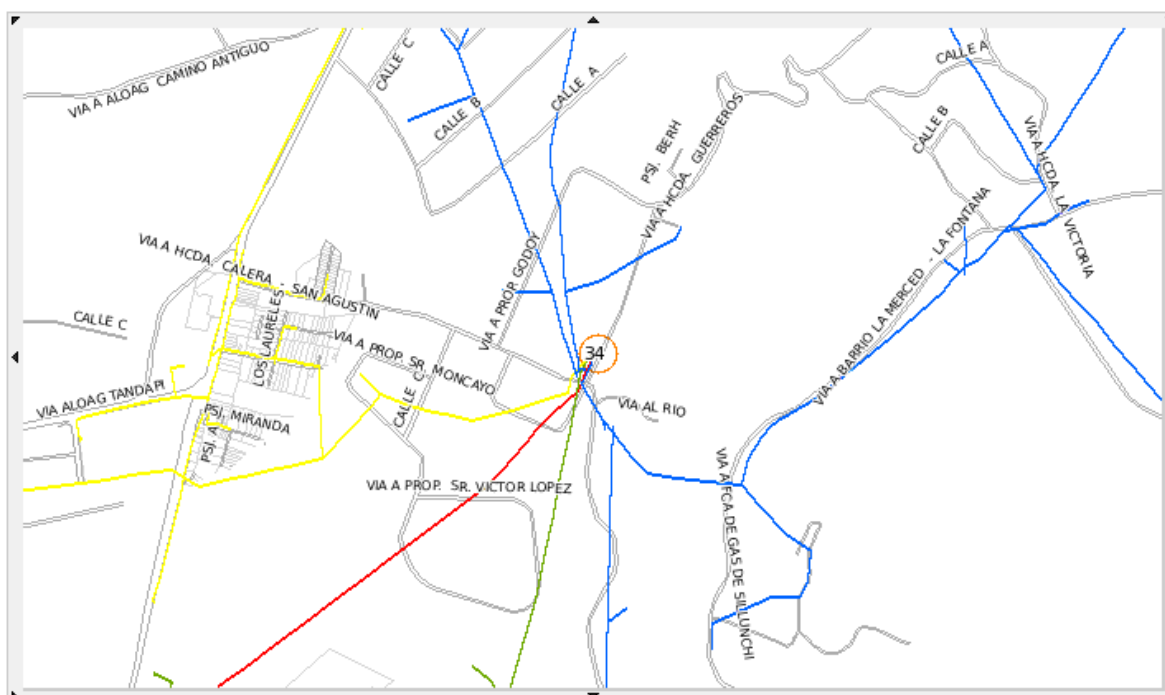 VIA A ALOAG CAMINO ANTIGUO
CALLE C
CALLE B
CALLE A
PSJ. BERH
VIA A HCDA. GUERREROS
CALLE A
CALLE B
VIA A HCDA. LA VICTORIA
VIA A HCDA. CALERA - SAN AGUSTIN
VIA A PROP. GODOY
VIA A BARRIO LA MERCED - LA FONTANA
CALLE C
LOS LAURELES
VIA A PROP. SR. MONCAYO
34
VIA ALOAG TANDAPI
PSJ. MIRANDA
PSJ. A
CALLE C
VIA AL RIO
VIA A PROP. SR. VICTOR LOPEZ
VIA A FCA DE GAS DE SILLUNCHI